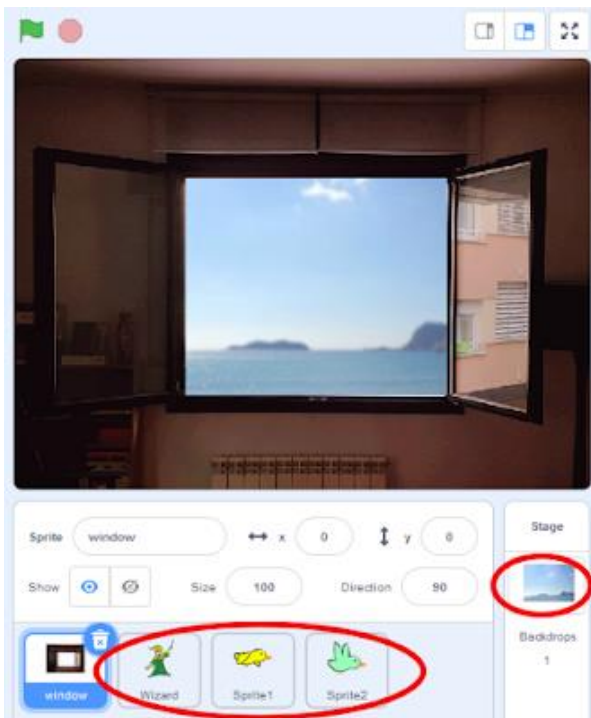 Sprite window x 0 y 0
Stage
Show Size 100 Direction 90
Backdrops
1
window Wizard Sprite1 Sprite2